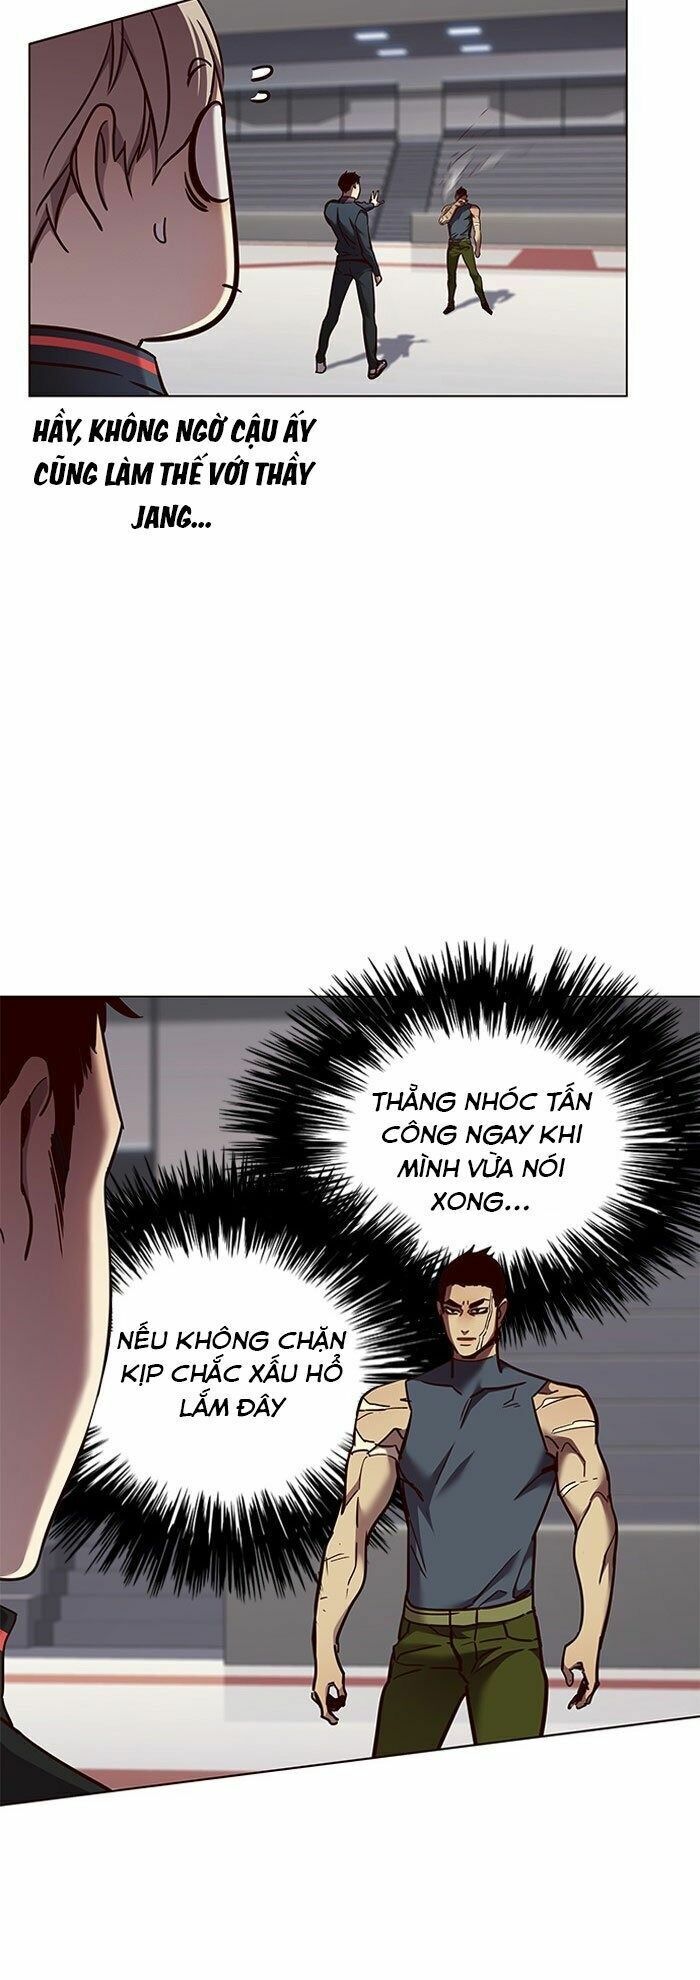 HẦY, KHÔNG NGỜ CẬU ẤY
CŨNG LÀM THẾ VỚI THẦY
JANG...
THẰNG NHÓC TẤN
CÔNG NGAY KHI
MÌNH VỪA NÓI
XONG...
NẾU KHÔNG CHẶN
KỊP CHẮC XẤU HỔ
LẮM ĐÂY